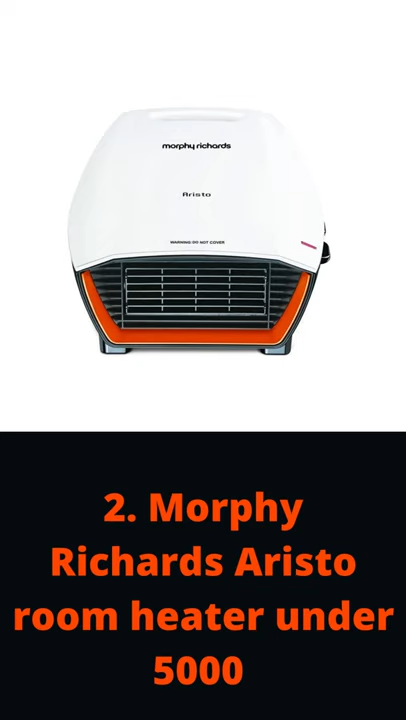 morphy richards
Aristo
WARNING DO NOT COVER
2. Morphy
Richards Aristo
room heater under
5000